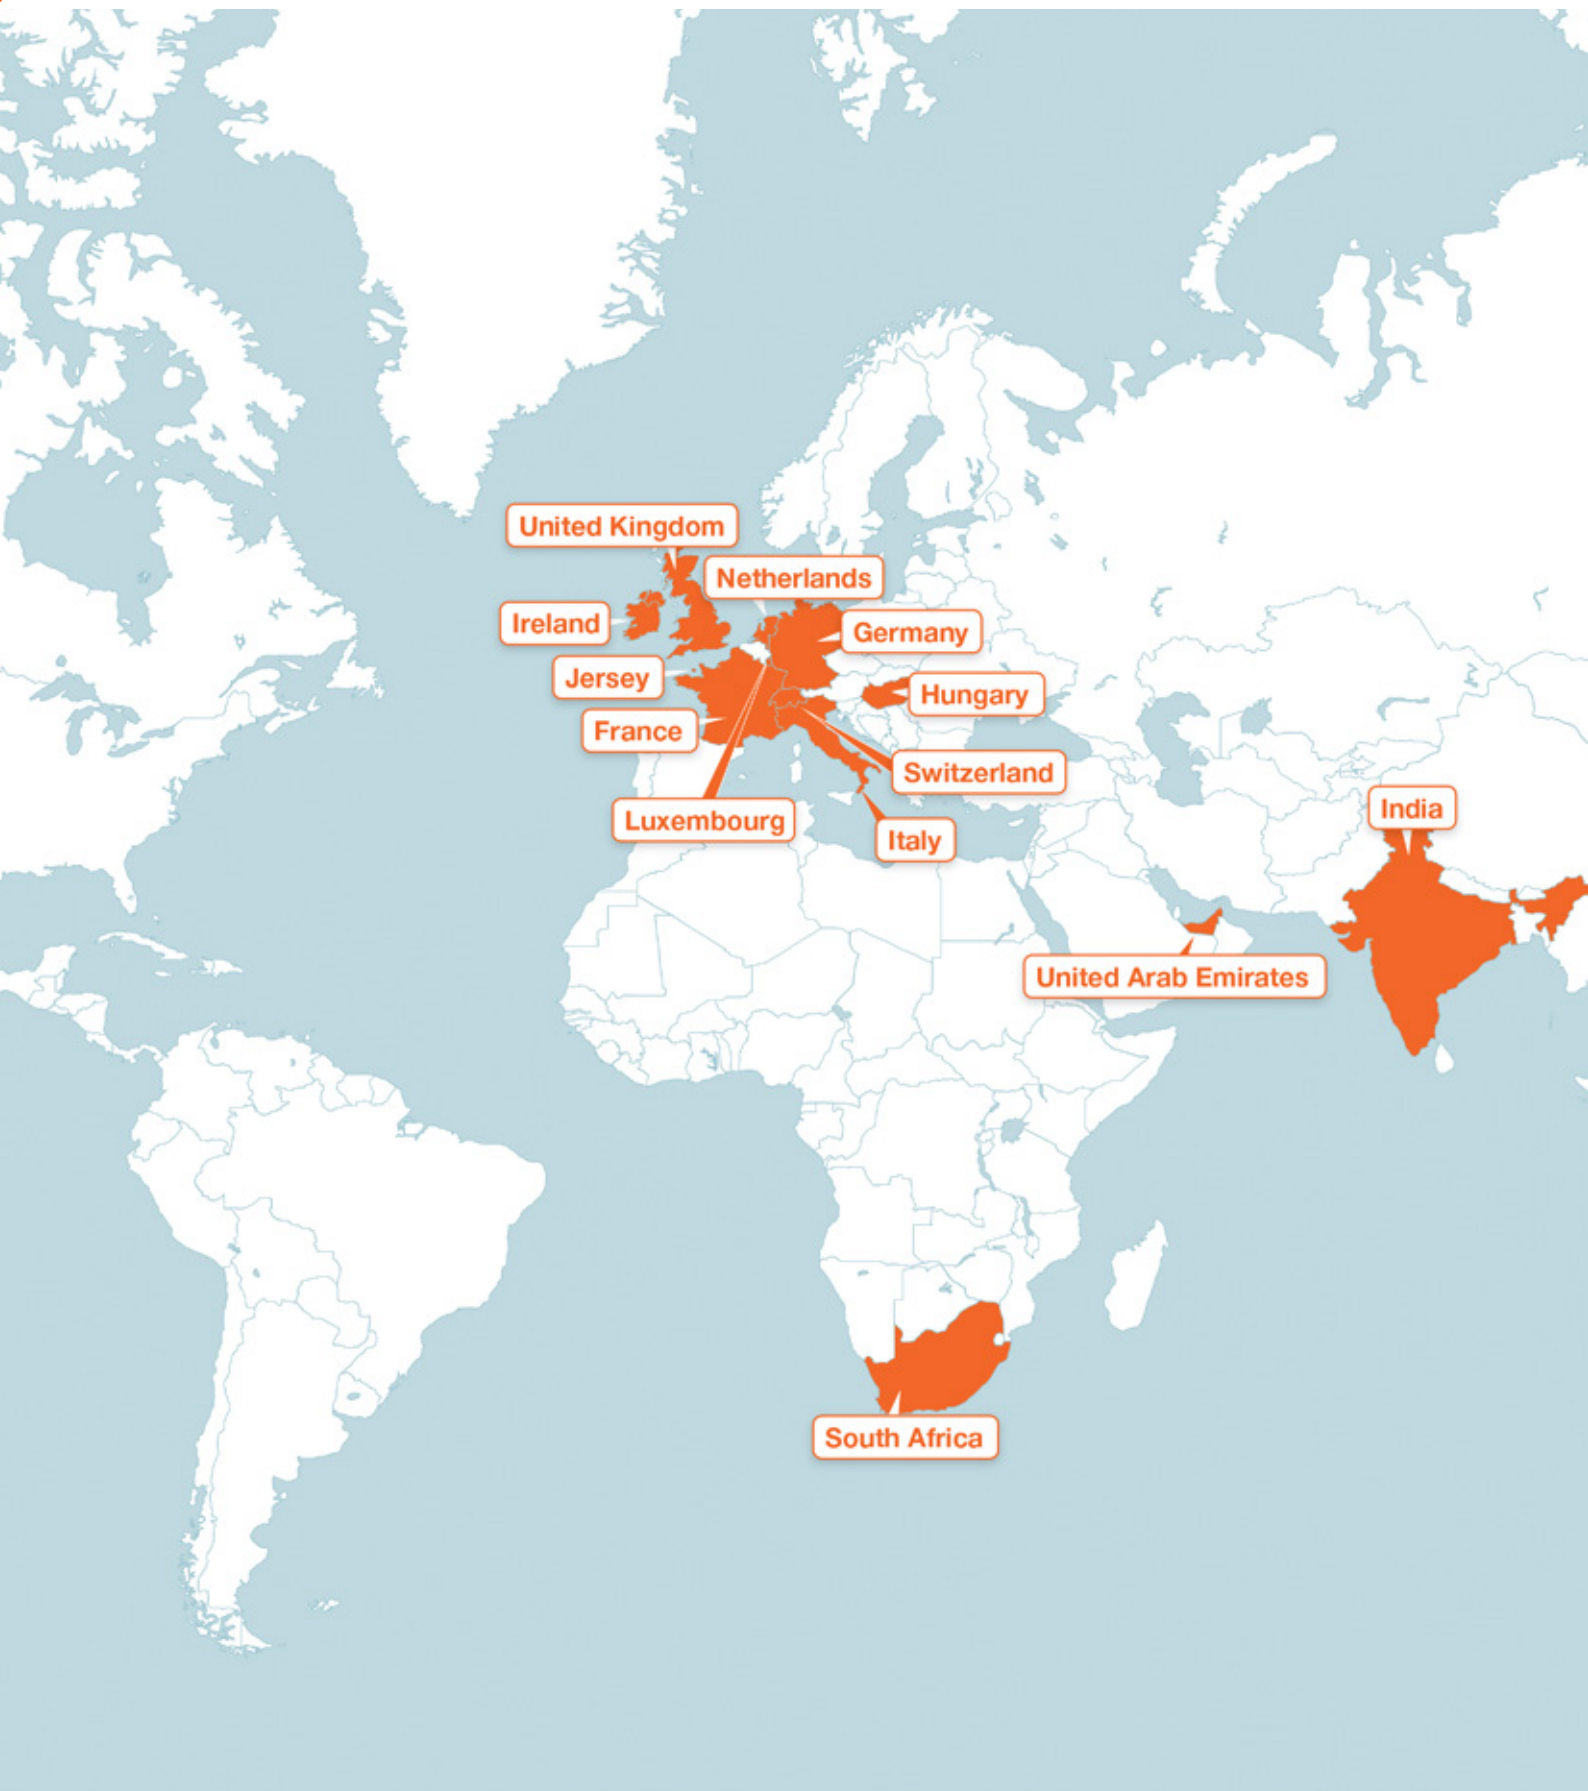 United Kingdom
Netherlands
Ireland
Germany
Jersey
Hungary
France
Switzerland
Luxembourg
Italy
India
United Arab Emirates
South Africa